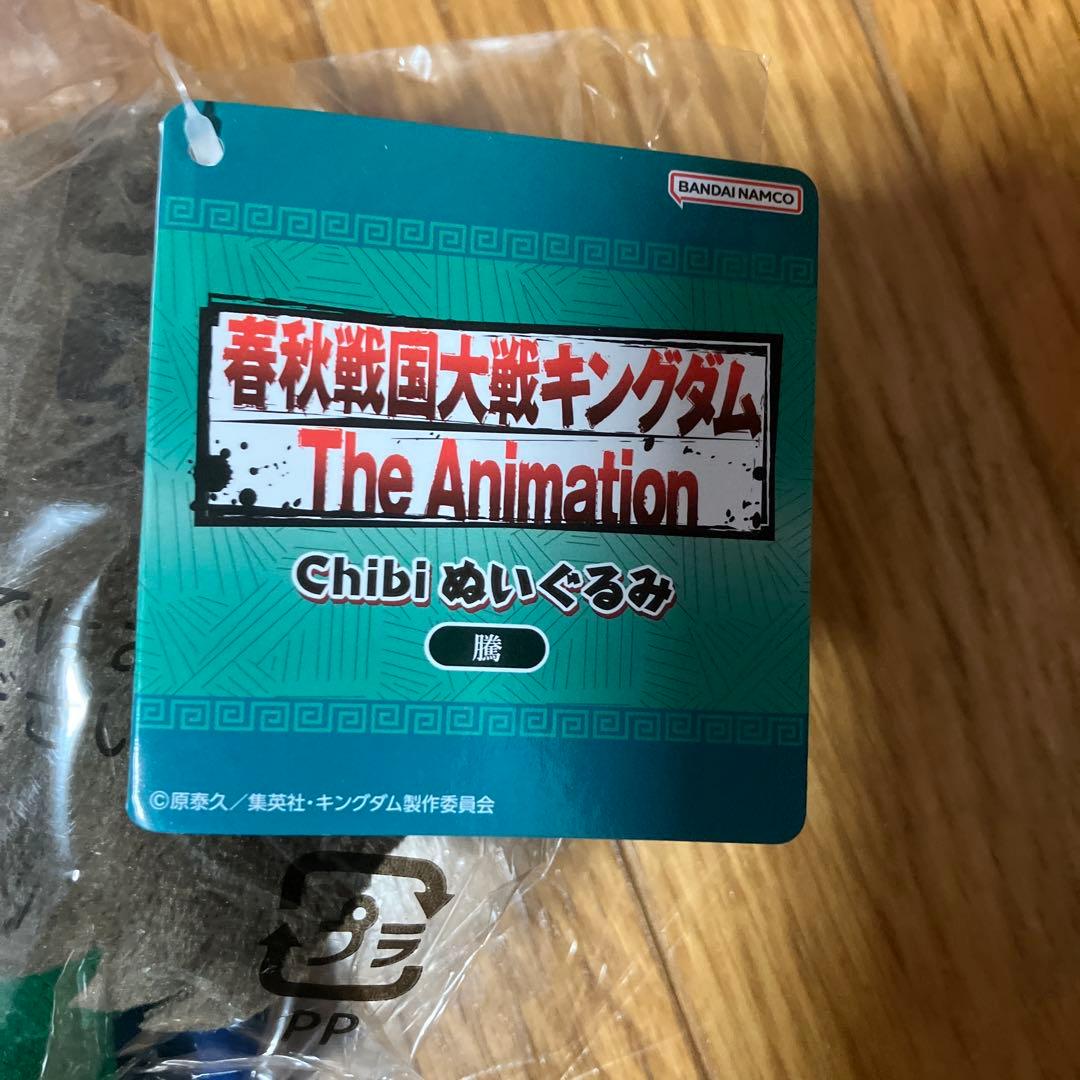 BANDAI NAMCO
春秋戦国大戦キングダム
The Animation
Chibi ぬいぐるみ
騰
©原泰久／集英社・キングダム製作委員会
プラ
PP